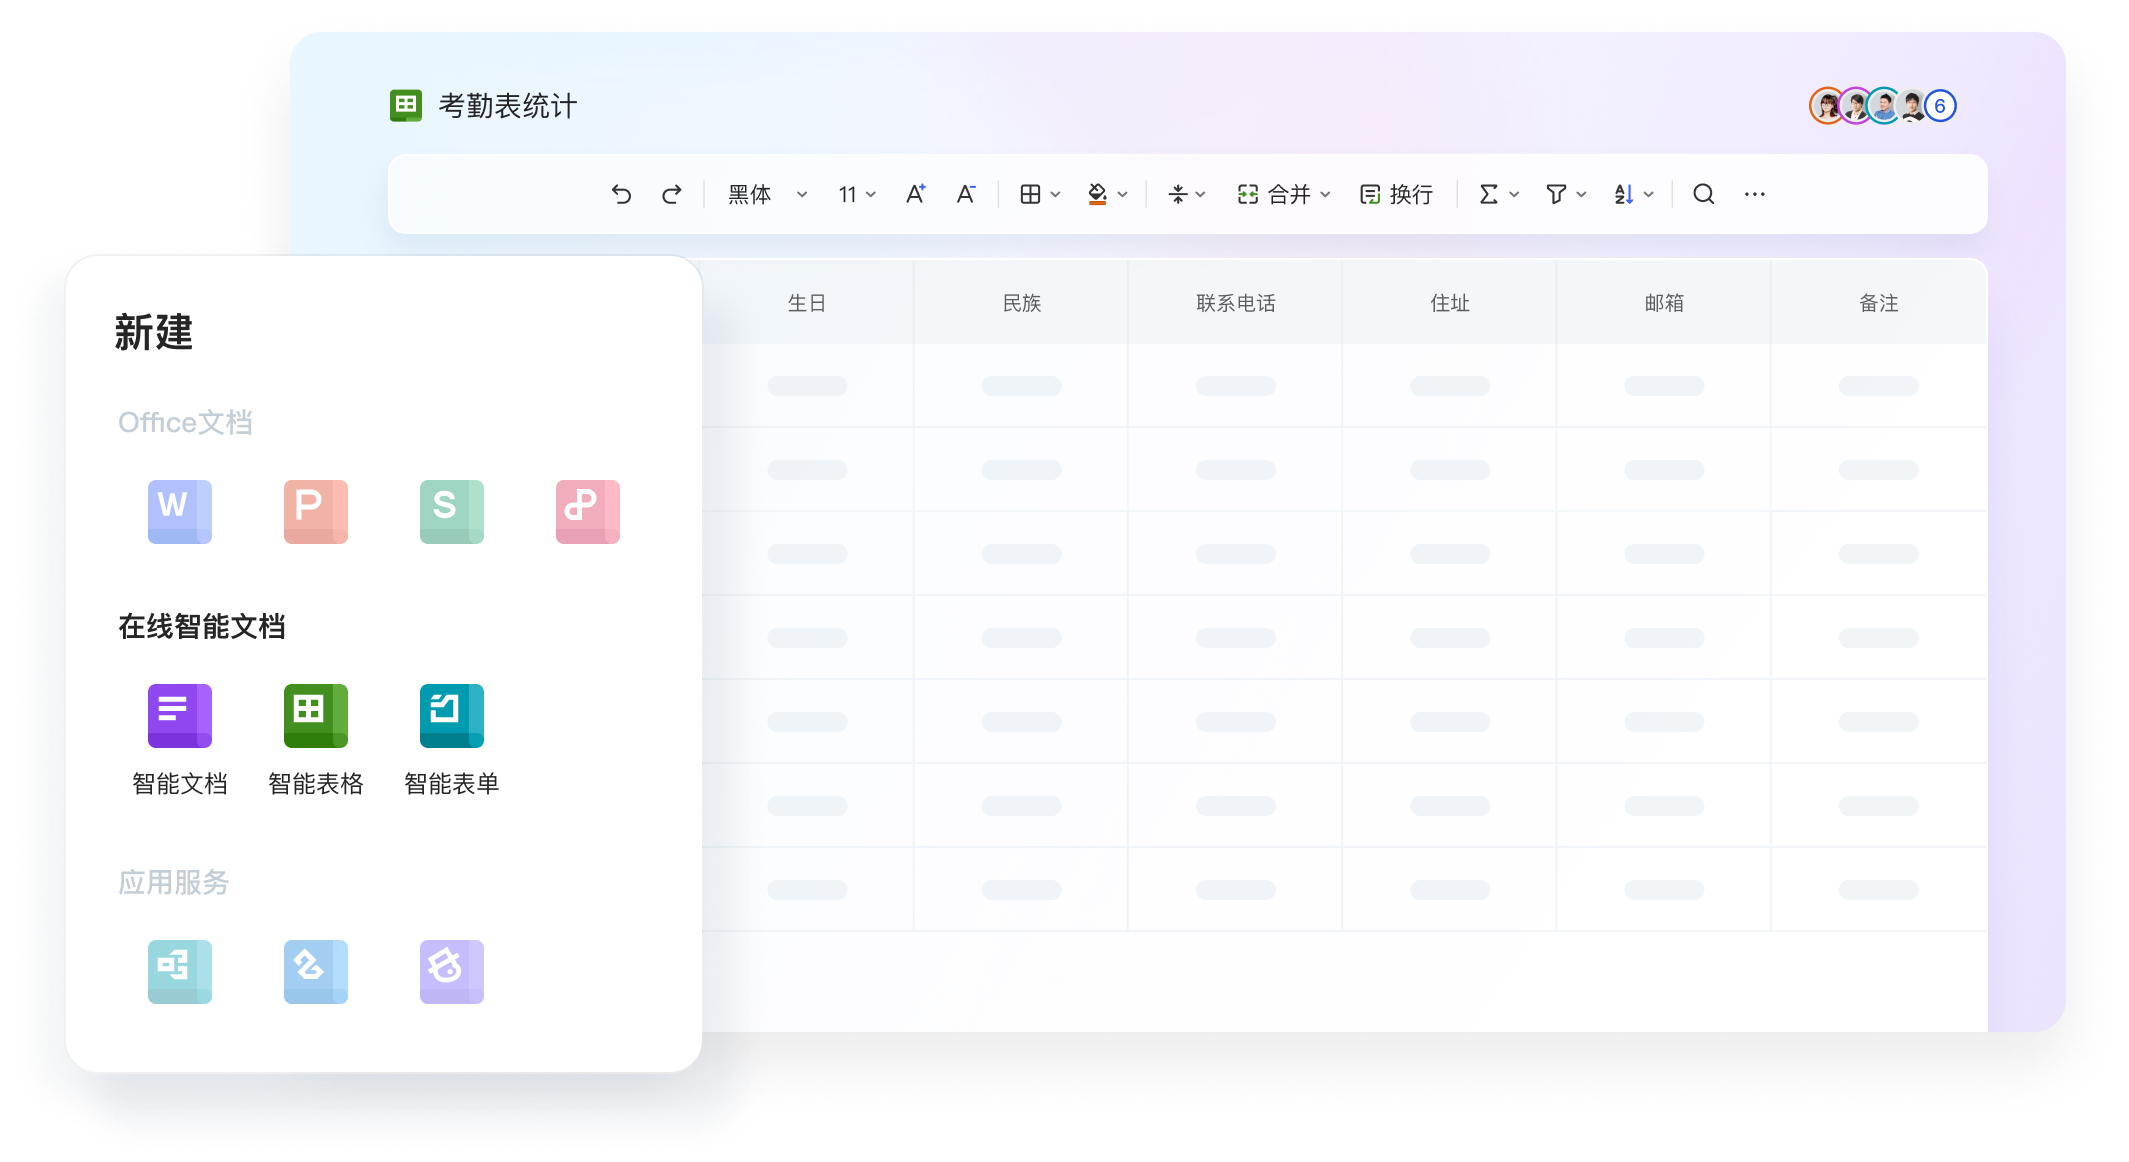 考勤表统计
6
黑体 11 A+ A- 合并 换行
生日 民族 联系电话 住址 邮箱 备注
新建
Office文档
W P S P
在线智能文档
智能文档 智能表格 智能表单
应用服务